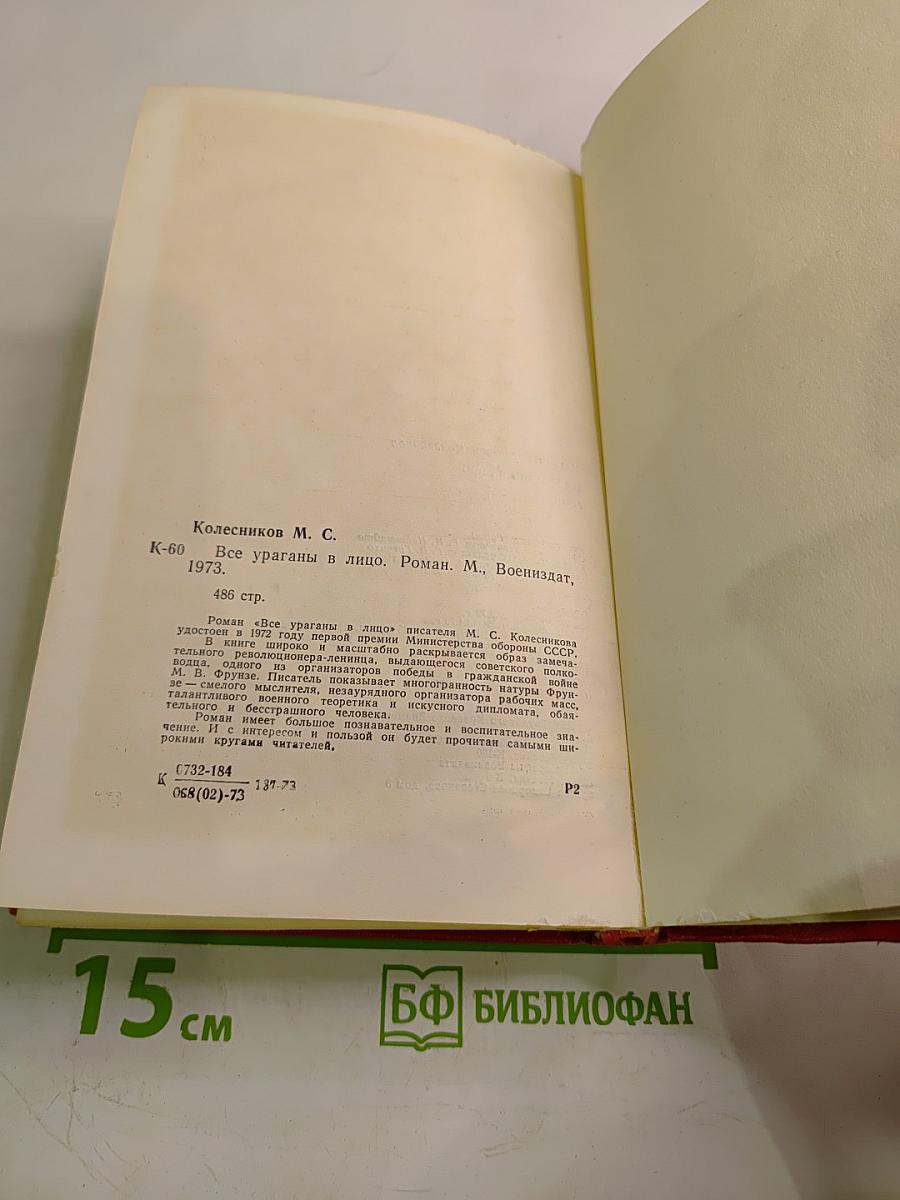 Колесников М. С.
К-60 Все ураганы в лицо. Роман. М., Воениздат,
1973.
486 стр.
Роман «Все ураганы в лицо» писателя М. С. Колесникова
удостоен в 1972 году первой премии Министерства обороны СССР.
В книге широко и масштабно раскрывается образ замеча-
тельного революционера-ленинца, выдающегося советского полко-
водца, одного из организаторов победы в гражданской войне
М. В. Фрунзе. Писатель показывает многогранность натуры Фрун-
зе — смелого мыслителя, незаурядного организатора рабочих масс,
талантливого военного теоретика и искусного дипломата, обая-
тельного и бесстрашного человека.
Роман имеет большое познавательное и воспитательное зна-
чение. И с интересом и пользой он будет прочитан самыми ши-
рокими кругами читателей.
К 0732-184
068(02)-73 187-73 Р2
15 см БФ БИБЛИОФАН